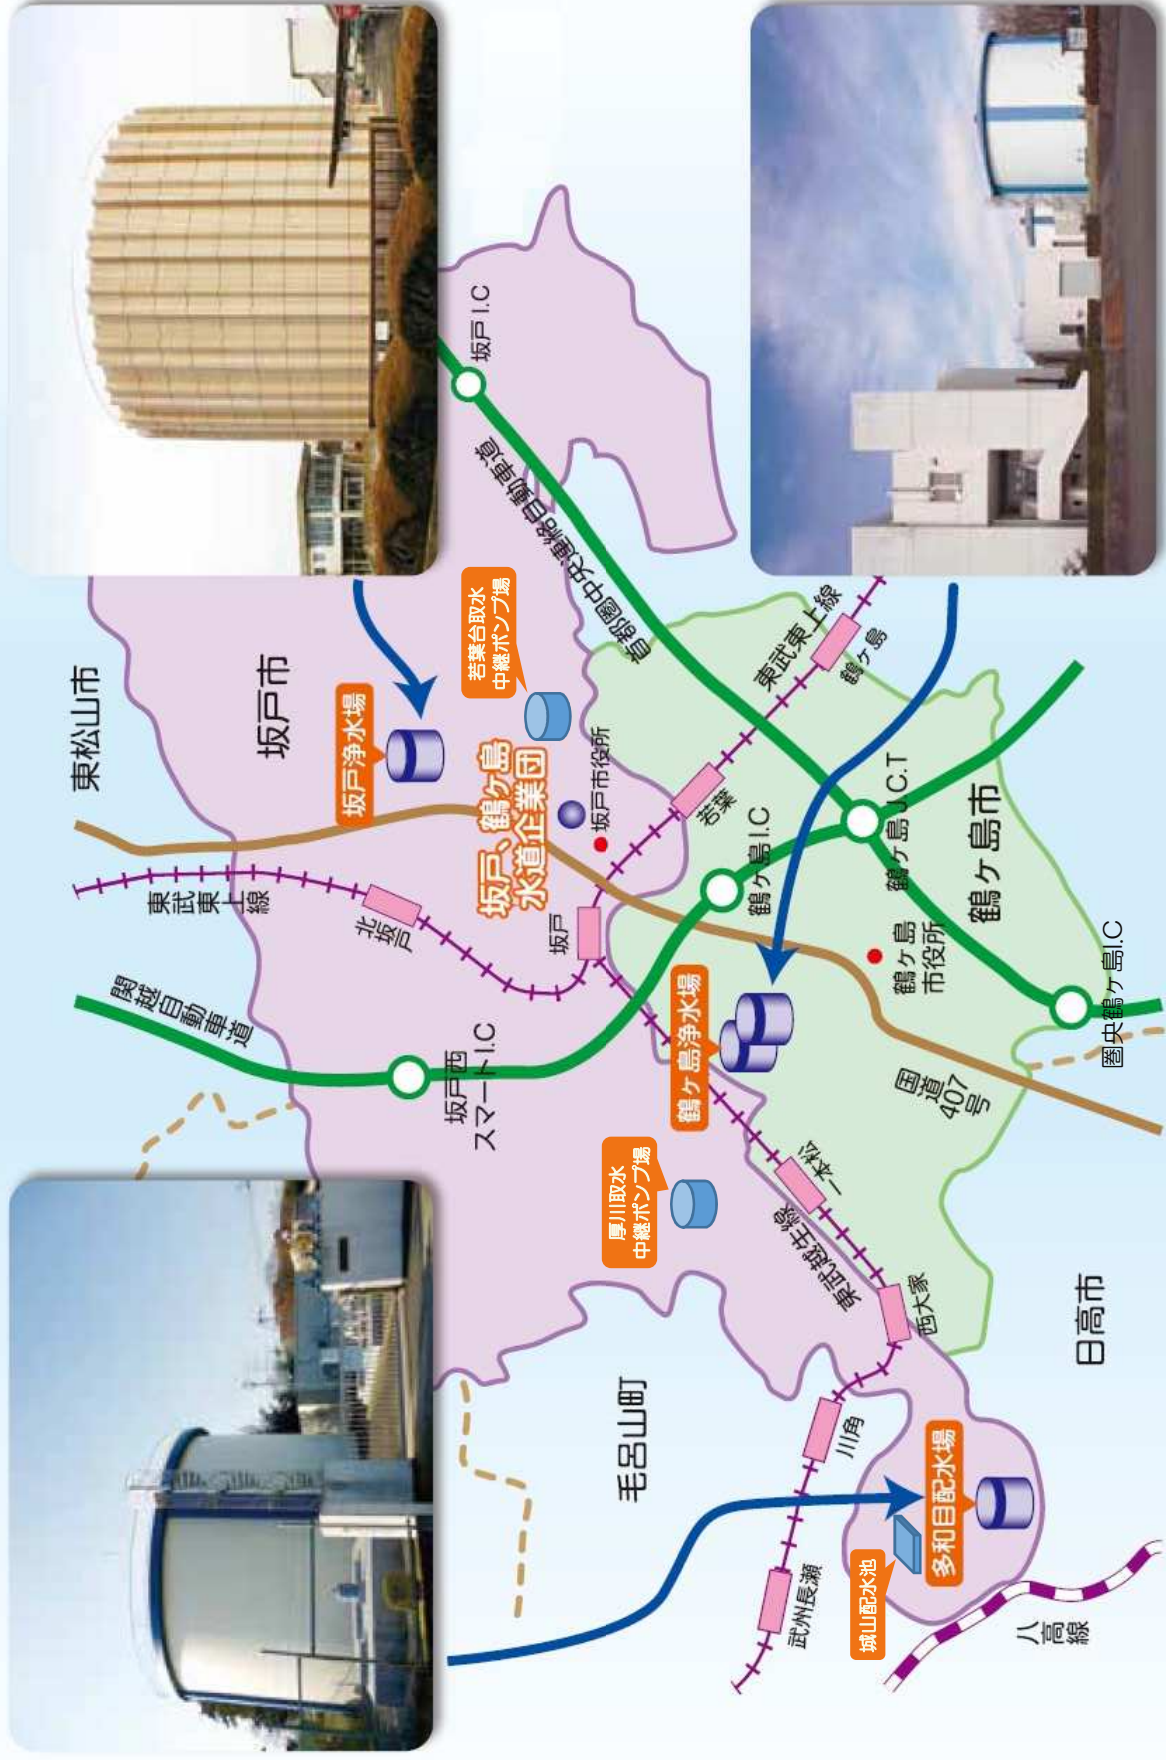 東松山市
坂戸市
坂戸浄水場
若葉台取水
中継ポンプ場
坂戸I.C
首都圏中央連絡自動車道
坂戸、鶴ヶ島
水道企業団
坂戸市役所
東武東上線
北坂戸
坂戸
若葉
東武東上線
鶴ヶ島
関越自動車道
坂戸西
スマートI.C
鶴ヶ島I.C
鶴ヶ島J.C.T
鶴ヶ島市
鶴ヶ島
市役所
鶴ヶ島浄水場
圏央鶴ヶ島I.C
国道
407
号
厚川取水
中継ポンプ場
一本松
東武越生線
西大家
日高市
毛呂山町
川角
武州長瀬
城山配水池
多和目配水場
八高線